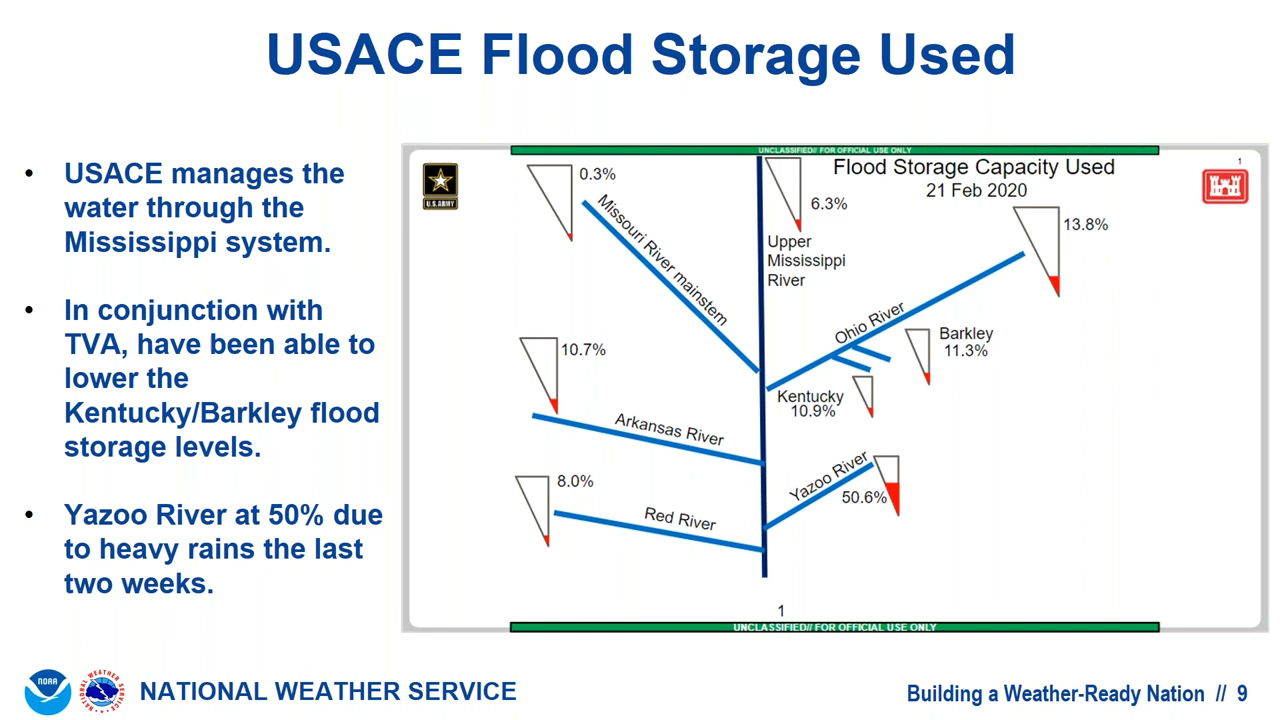 USACE Flood Storage Used
• USACE manages the
water through the
Mississippi system.
• In conjunction with
TVA, have been able to
lower the
Kentucky/Barkley flood
storage levels.
• Yazoo River at 50% due
to heavy rains the last
two weeks.
UNCLASSIFIED// FOR OFFICIAL USE ONLY
U.S.ARMY
Flood Storage Capacity Used
21 Feb 2020
1
0.3%
Missouri River mainstem
6.3%
Upper
Mississippi
River
13.8%
Ohio River
Barkley
11.3%
Kentucky
10.9%
10.7%
Arkansas River
Yazoo River
50.6%
8.0%
Red River
1
UNCLASSIFIED// FOR OFFICIAL USE ONLY
NOAA
NATIONAL WEATHER SERVICE
NATIONAL WEATHER SERVICE
Building a Weather-Ready Nation // 9